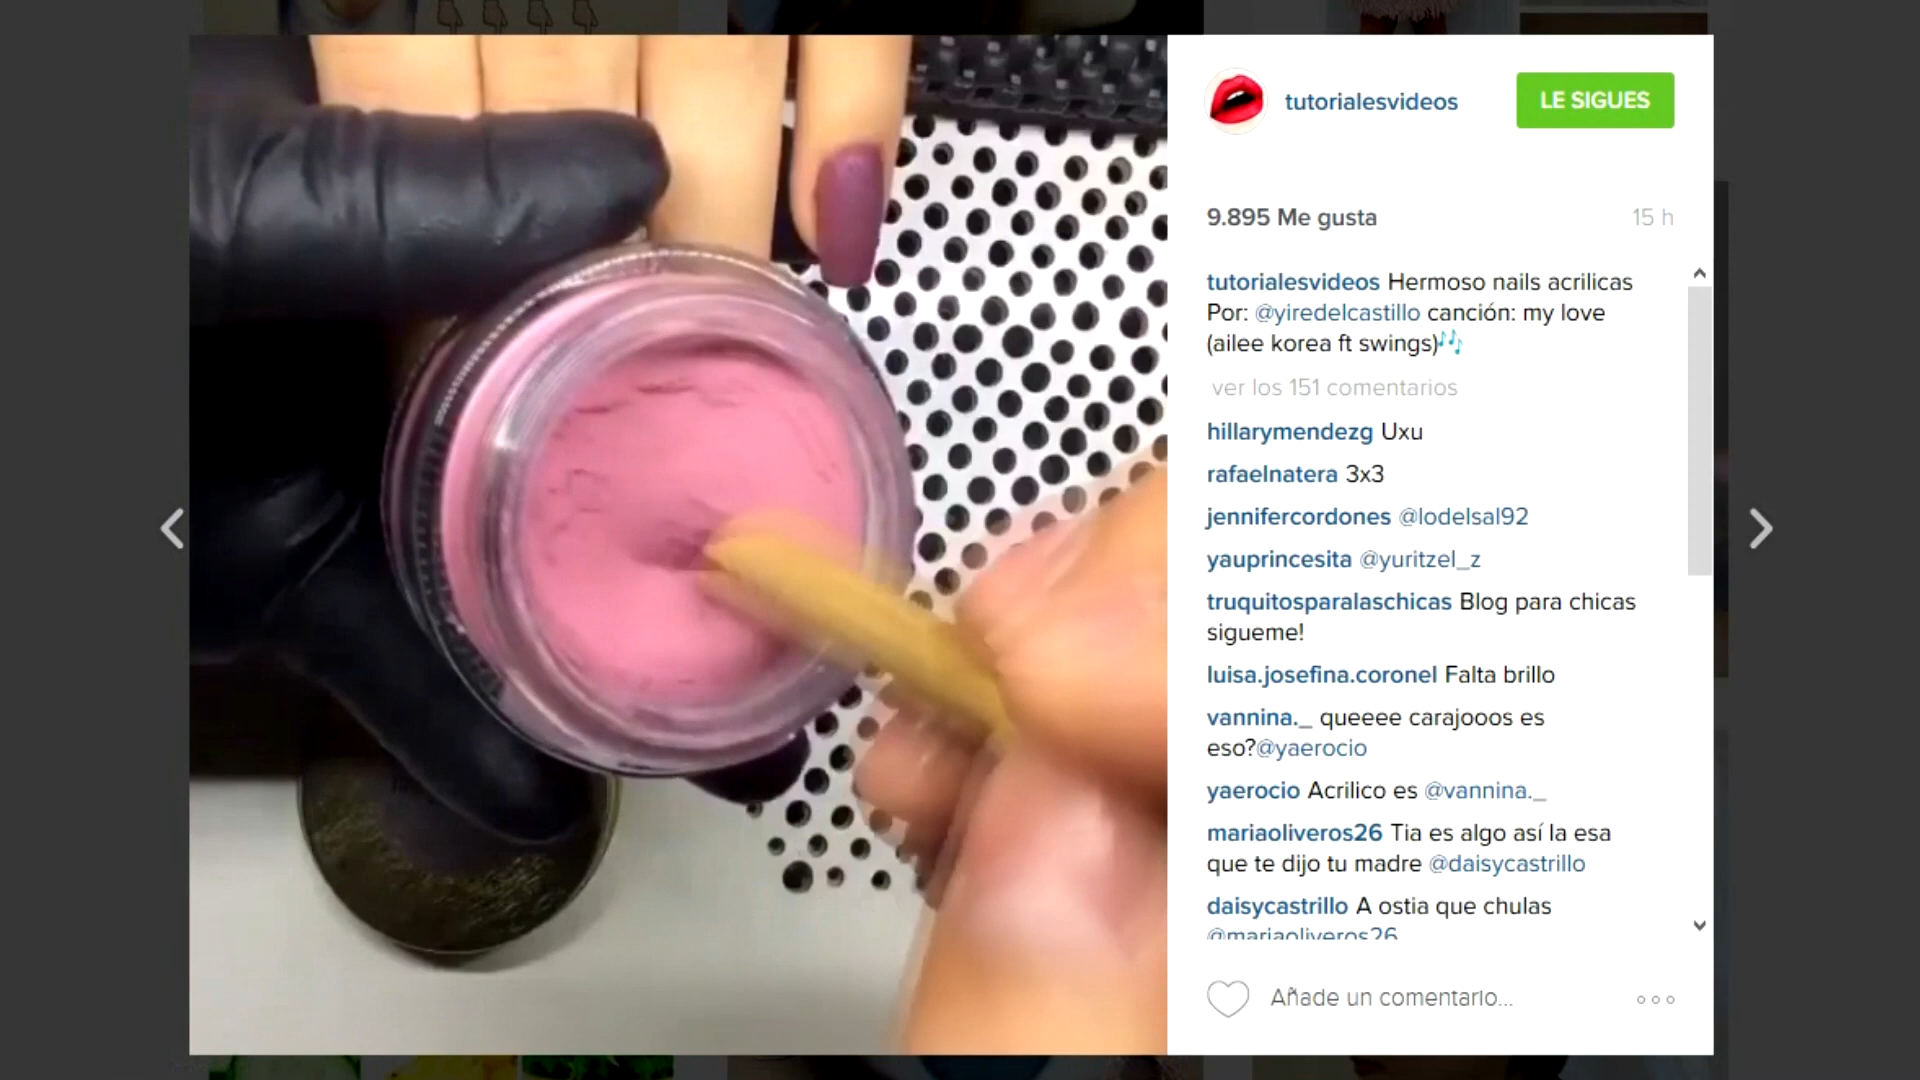 tutorialesvideos
LE SIGUES
9.895 Me gusta
15 h
tutorialesvideos Hermoso nails acrilicas
Por: @yiredelcastillo canción: my love
(ailee korea ft swings)🎶
ver los 151 comentarios
hillarymendezg Uxu
rafaelnatera 3x3
jennifercordones @lodelsal92
yauprincesita @yuritzel_z
truquitosparalaschicas Blog para chicas
sigueme!
luisa.josefina.coronel Falta brillo
vannina._ queeee carajooos es
eso?@yaerocio
yaerocio Acrilico es @vannina._
mariaoliveros26 Tia es algo así la esa
que te dijo tu madre @daisycastrillo
daisycastrillo A ostia que chulas
@mariaoliveros26
Añade un comentario...